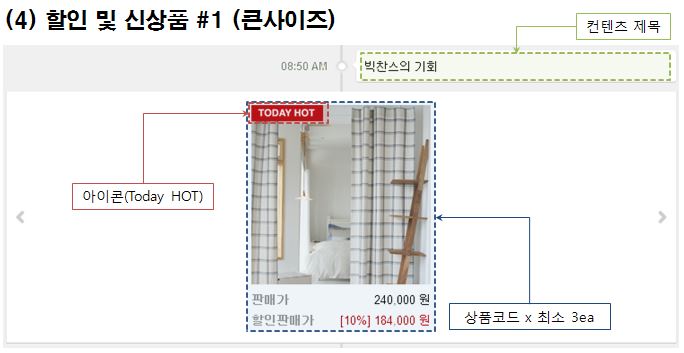 (4) 할인 및 신상품 #1 (큰사이즈)
컨텐츠 제목
08:50 AM
빅찬스의 기회
TODAY HOT
아이콘(Today HOT)
판매가 240,000 원
할인판매가 [10%] 184,000 원
상품코드 x 최소 3ea